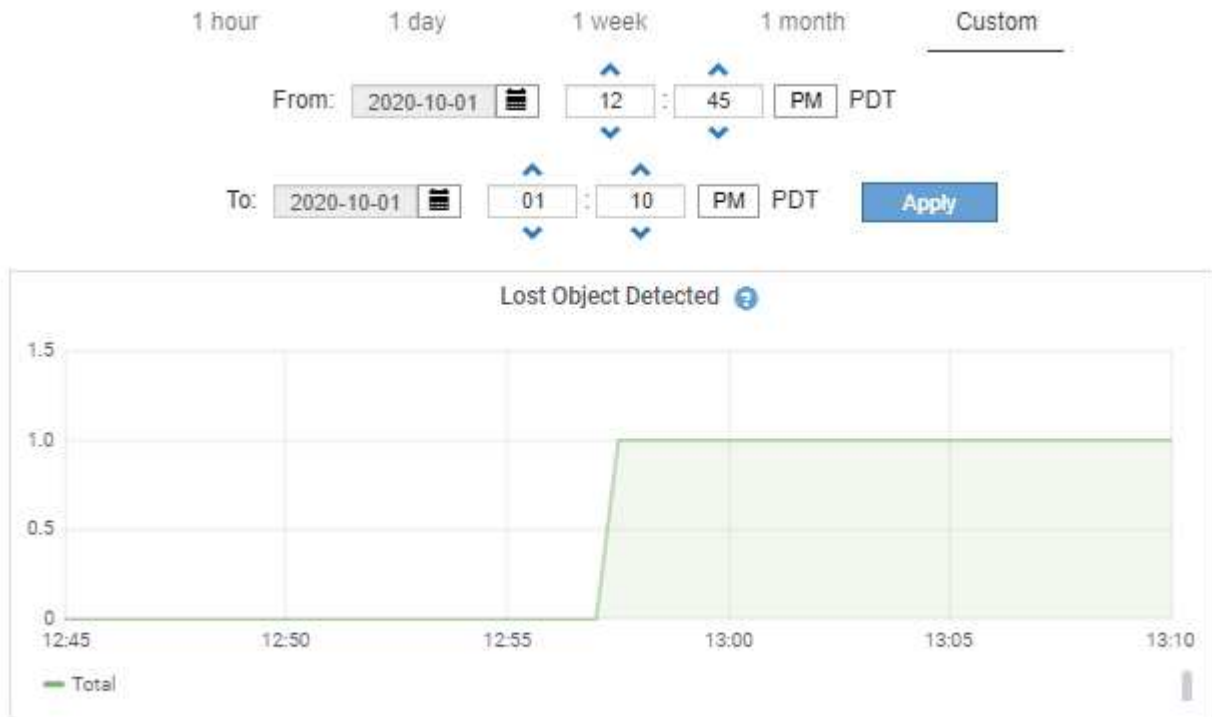 1 hour 1 day 1 week 1 month Custom
From: 2020-10-01 12 : 45 PM PDT
To: 2020-10-01 01 : 10 PM PDT Apply
Lost Object Detected ?
1.5
1.0
0.5
0
12:45 12:50 12:55 13:00 13:05 13:10
Total